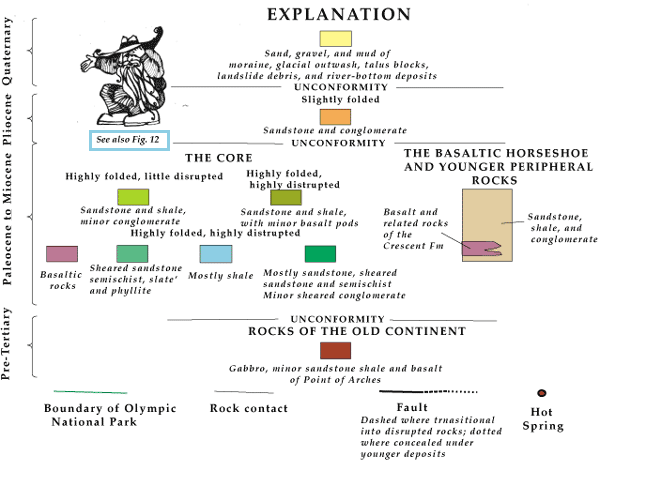 EXPLANATION
Quaternary
Sand, gravel, and mud of
moraine, glacial outwash, talus blocks,
landslide debris, and river-bottom deposits
UNCONFORMITY
Pliocene
Slightly folded
Sandstone and conglomerate
See also Fig. 12
UNCONFORMITY
Paleocene to Miocene
THE CORE
Highly folded, little disrupted
Sandstone and shale,
minor conglomerate
Highly folded,
highly disrupted
Sandstone and shale,
with minor basalt pods
Highly folded, highly disrupted
Basaltic
rocks
Sheared sandstone
semischist, slate'
and phyllite
Mostly shale
Mostly sandstone, sheared
sandstone and semischist
Minor sheared conglomerate
THE BASALTIC HORSESHOE
AND YOUNGER PERIPHERAL
ROCKS
Basalt and
related rocks
of the
Crescent Fm
Sandstone,
shale, and
conglomerate
Pre-Tertiary
UNCONFORMITY
ROCKS OF THE OLD CONTINENT
Gabbro, minor sandstone shale and basalt
of Point of Arches
Boundary of Olympic
National Park
Rock contact
Fault
Dashed where trnasitional
into disrupted rocks; dotted
where concealed under
younger deposits
Hot
Spring